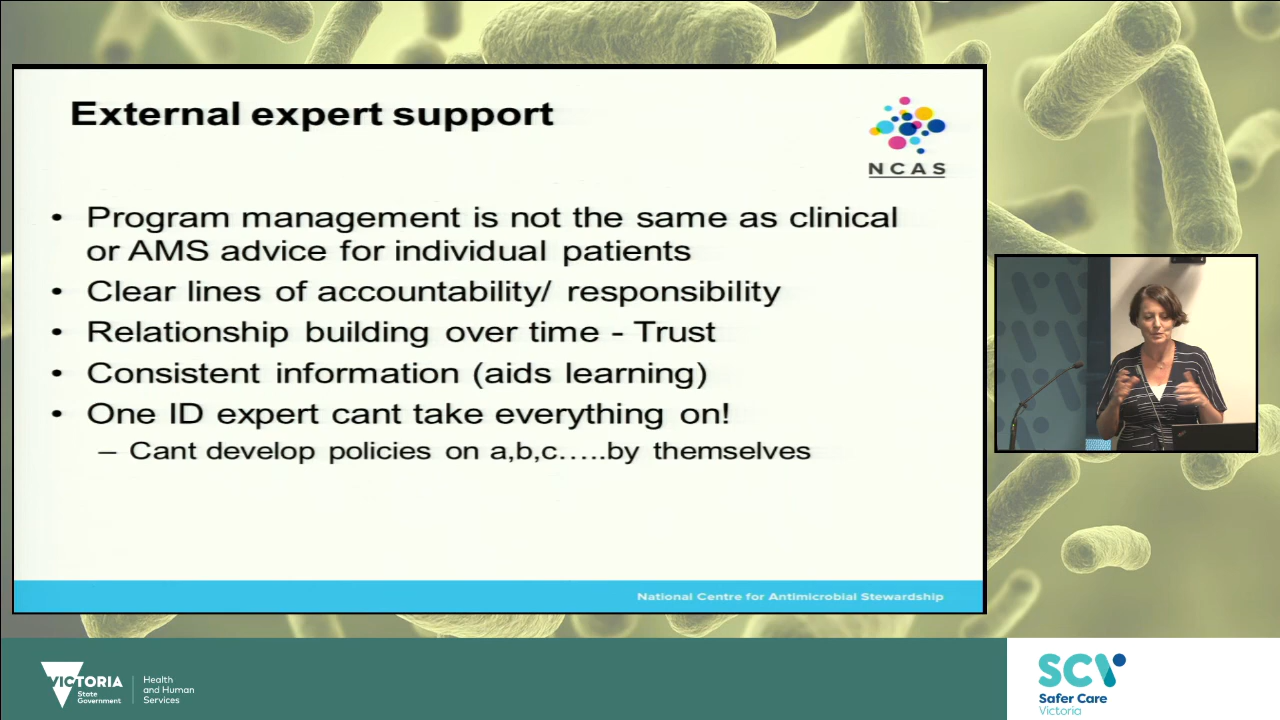 External expert support
NCAS
• Program management is not the same as clinical
or AMS advice for individual patients
• Clear lines of accountability/ responsibility
• Relationship building over time - Trust
• Consistent information (aids learning)
• One ID expert cant take everything on!
– Cant develop policies on a,b,c…..by themselves
National Centre for Antimicrobial Stewardship
VICTORIA
State
Government
Health
and Human
Services
SCV
Safer Care
Victoria